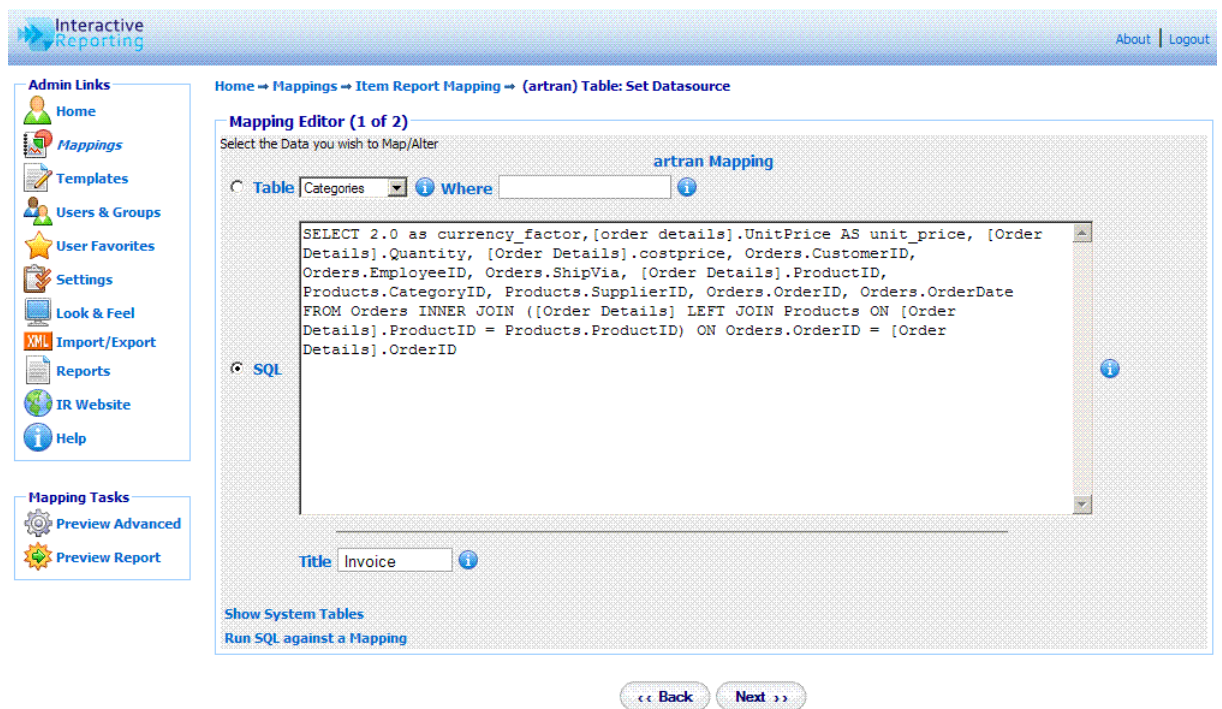 Interactive
Reporting
About | Logout
Admin Links
Home
Mappings
Templates
Users & Groups
User Favorites
Settings
Look & Feel
XML Import/Export
Reports
IR Website
Help
Mapping Tasks
Preview Advanced
Preview Report
Home → Mappings → Item Report Mapping → (artran) Table: Set Datasource
Mapping Editor (1 of 2)
Select the Data you wish to Map/Alter
artran Mapping
Table Categories Where
SQL
SELECT 2.0 as currency_factor,[order details].UnitPrice AS unit_price, [Order
Details].Quantity, [Order Details].costprice, Orders.CustomerID,
Orders.EmployeeID, Orders.ShipVia, [Order Details].ProductID,
Products.CategoryID, Products.SupplierID, Orders.OrderID, Orders.OrderDate
FROM Orders INNER JOIN ([Order Details] LEFT JOIN Products ON [Order
Details].ProductID = Products.ProductID) ON Orders.OrderID = [Order
Details].OrderID
Title Invoice
Show System Tables
Run SQL against a Mapping
‹‹ Back
Next ››